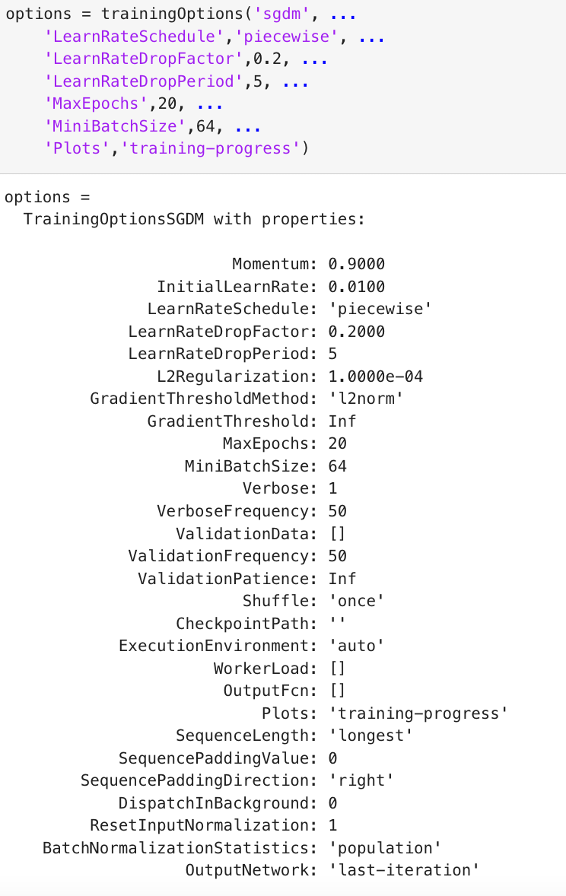 options = trainingOptions('sgdm', ...
'LearnRateSchedule','piecewise', ...
'LearnRateDropFactor',0.2, ...
'LearnRateDropPeriod',5, ...
'MaxEpochs',20, ...
'MiniBatchSize',64, ...
'Plots','training-progress')
options =
TrainingOptionsSGDM with properties:
Momentum: 0.9000
InitialLearnRate: 0.0100
LearnRateSchedule: 'piecewise'
LearnRateDropFactor: 0.2000
LearnRateDropPeriod: 5
L2Regularization: 1.0000e-04
GradientThresholdMethod: 'l2norm'
GradientThreshold: Inf
MaxEpochs: 20
MiniBatchSize: 64
Verbose: 1
VerboseFrequency: 50
ValidationData: []
ValidationFrequency: 50
ValidationPatience: Inf
Shuffle: 'once'
CheckpointPath: ''
ExecutionEnvironment: 'auto'
WorkerLoad: []
OutputFcn: []
Plots: 'training-progress'
SequenceLength: 'longest'
SequencePaddingValue: 0
SequencePaddingDirection: 'right'
DispatchInBackground: 0
ResetInputNormalization: 1
BatchNormalizationStatistics: 'population'
OutputNetwork: 'last-iteration'